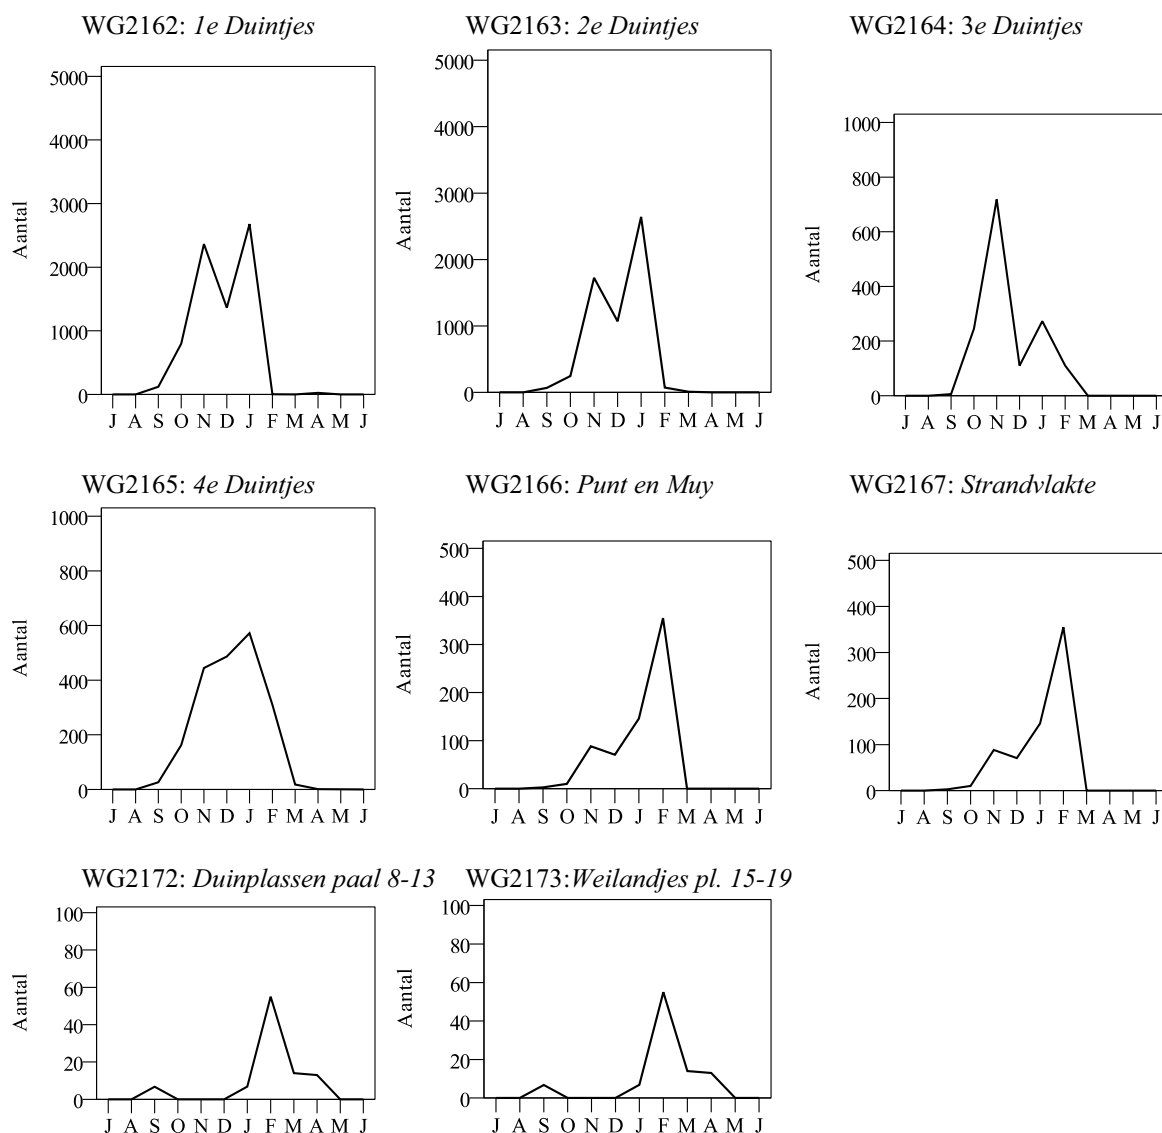 WG2162: 1e Duintjes
5000
4000
3000
2000
1000
0
Aantal
J A S O N D J F M A M J
WG2163: 2e Duintjes
5000
4000
3000
2000
1000
0
Aantal
J A S O N D J F M A M J
WG2164: 3e Duintjes
1000
800
600
400
200
0
Aantal
J A S O N D J F M A M J
WG2165: 4e Duintjes
1000
800
600
400
200
0
Aantal
J A S O N D J F M A M J
WG2166: Punt en Muy
500
400
300
200
100
0
Aantal
J A S O N D J F M A M J
WG2167: Strandvlakte
500
400
300
200
100
0
Aantal
J A S O N D J F M A M J
WG2172: Duinplassen paal 8-13
100
80
60
40
20
0
Aantal
J A S O N D J F M A M J
WG2173:Weilandjes pl. 15-19
100
80
60
40
20
0
Aantal
J A S O N D J F M A M J